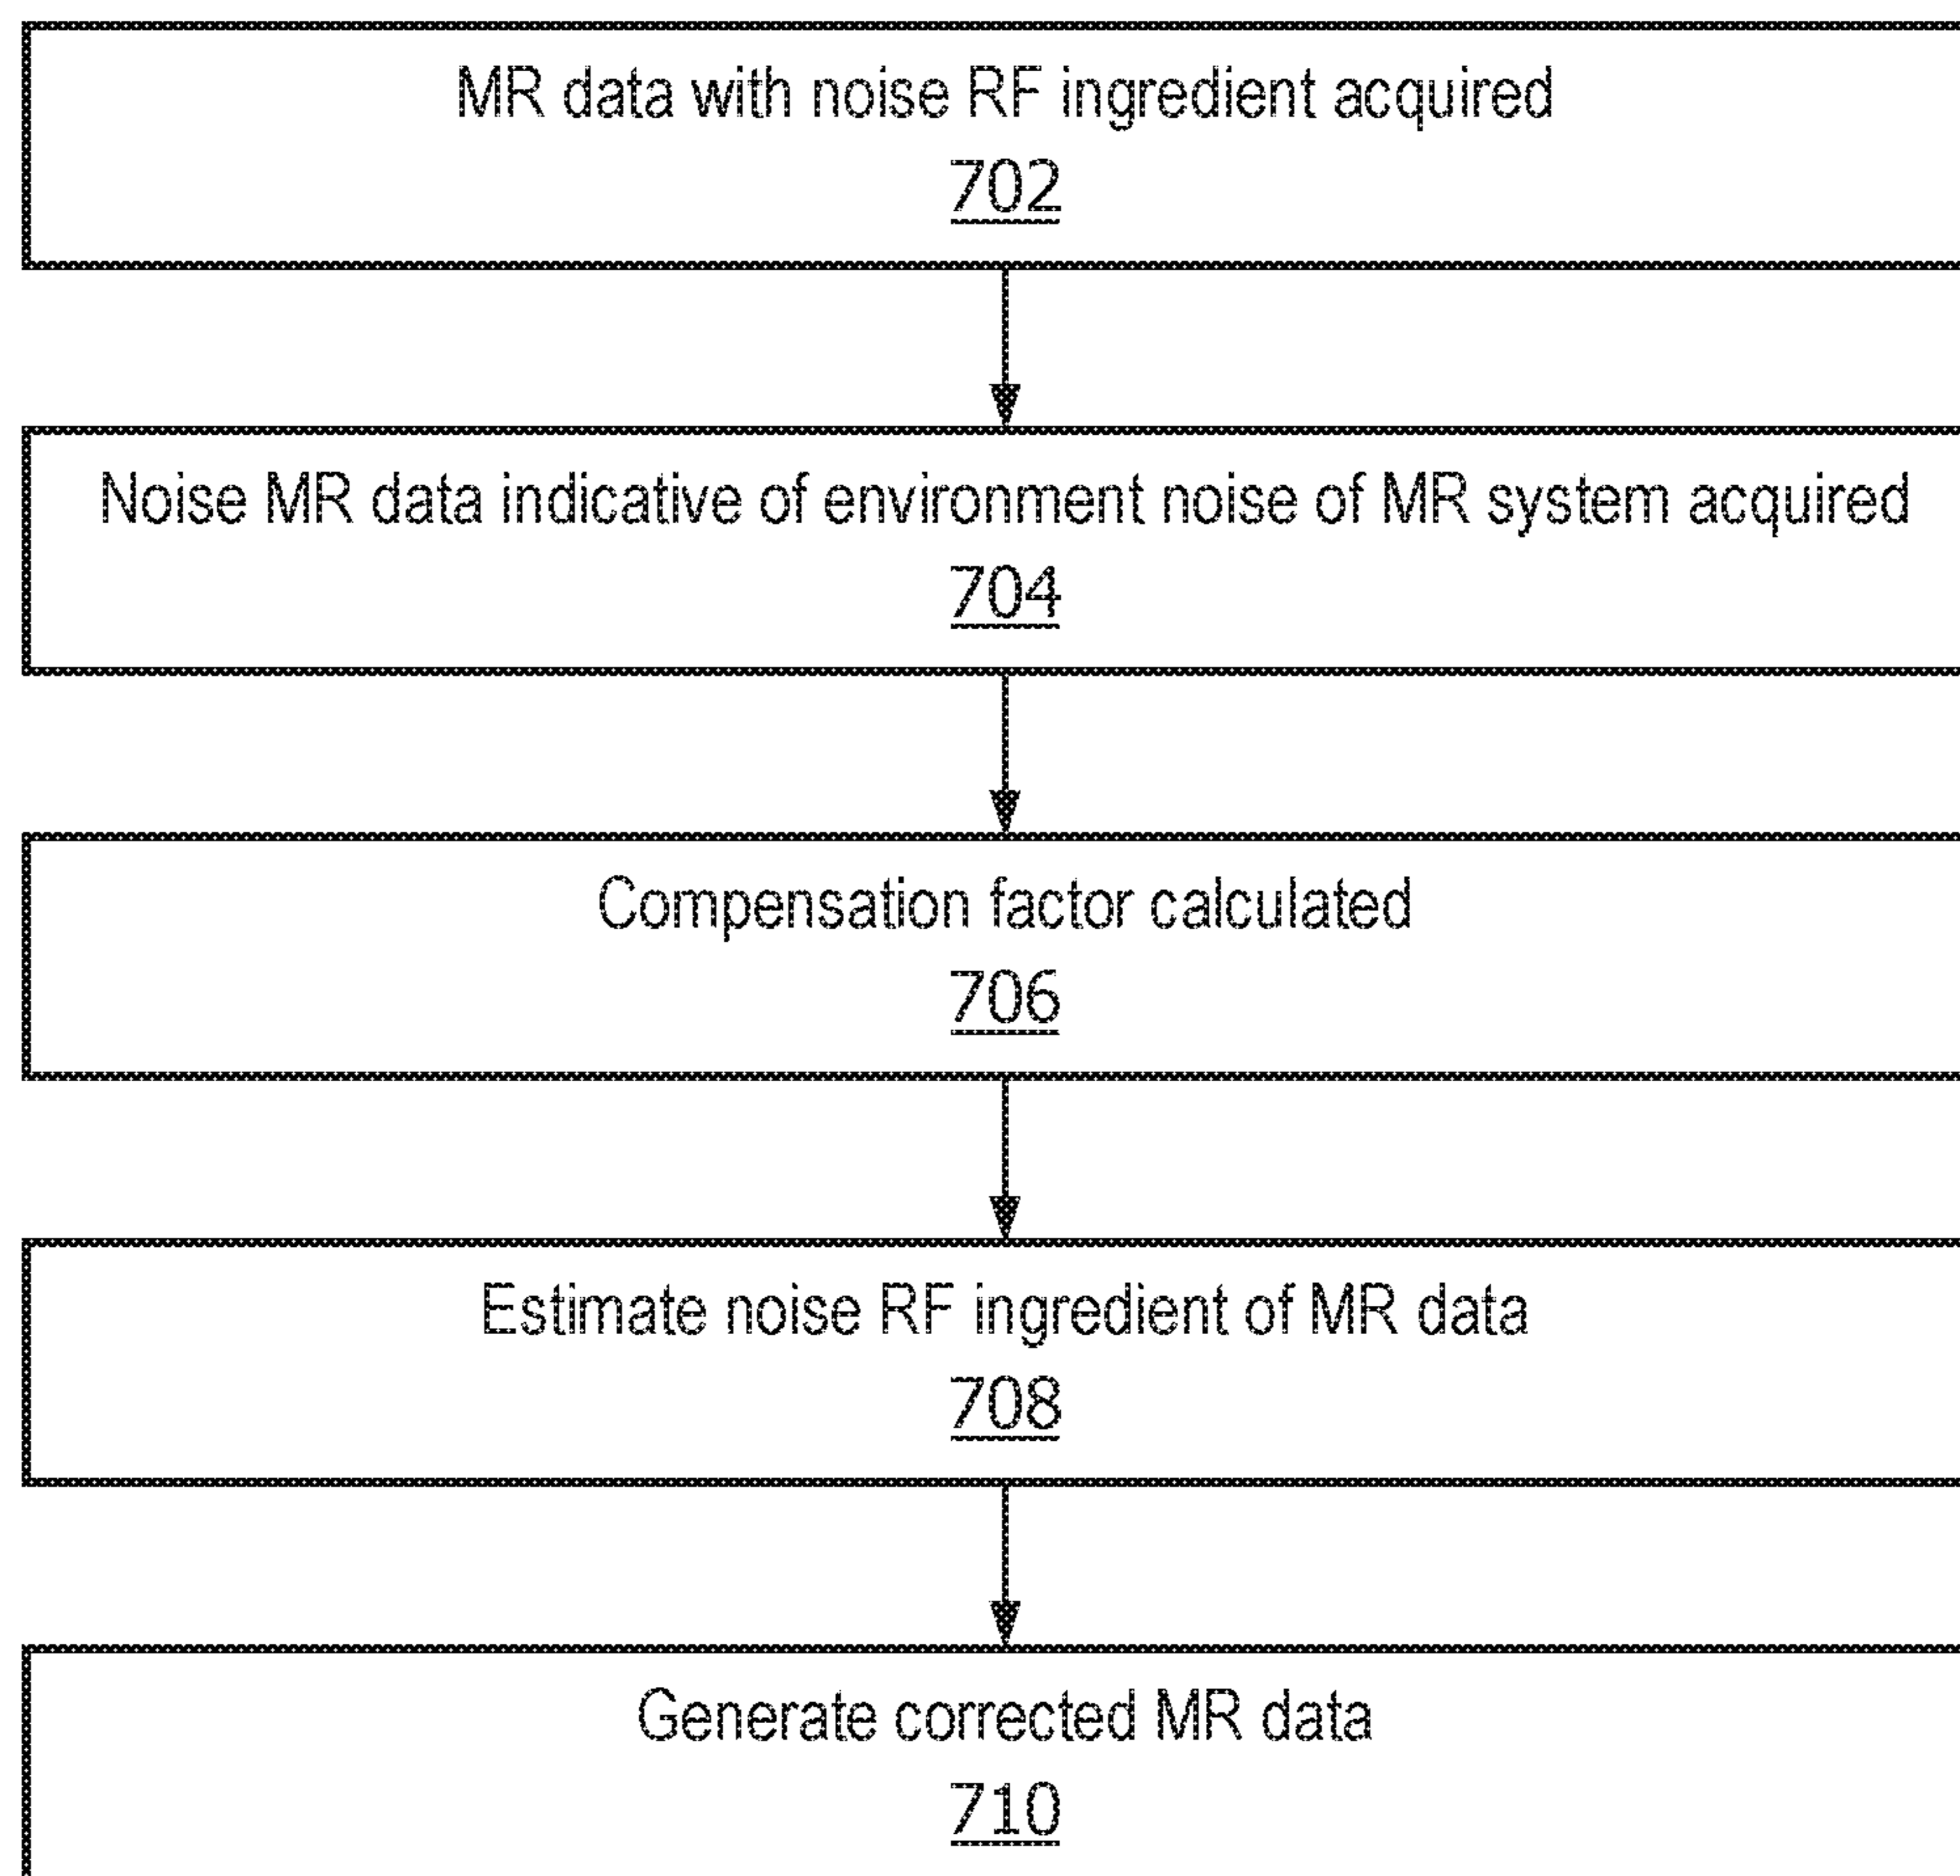 MR data with noise RF ingredient acquired
702
Noise MR data indicative of environment noise of MR system acquired
704
Compensation factor calculated
706
Estimate noise RF ingredient of MR data
708
Generate corrected MR data
710